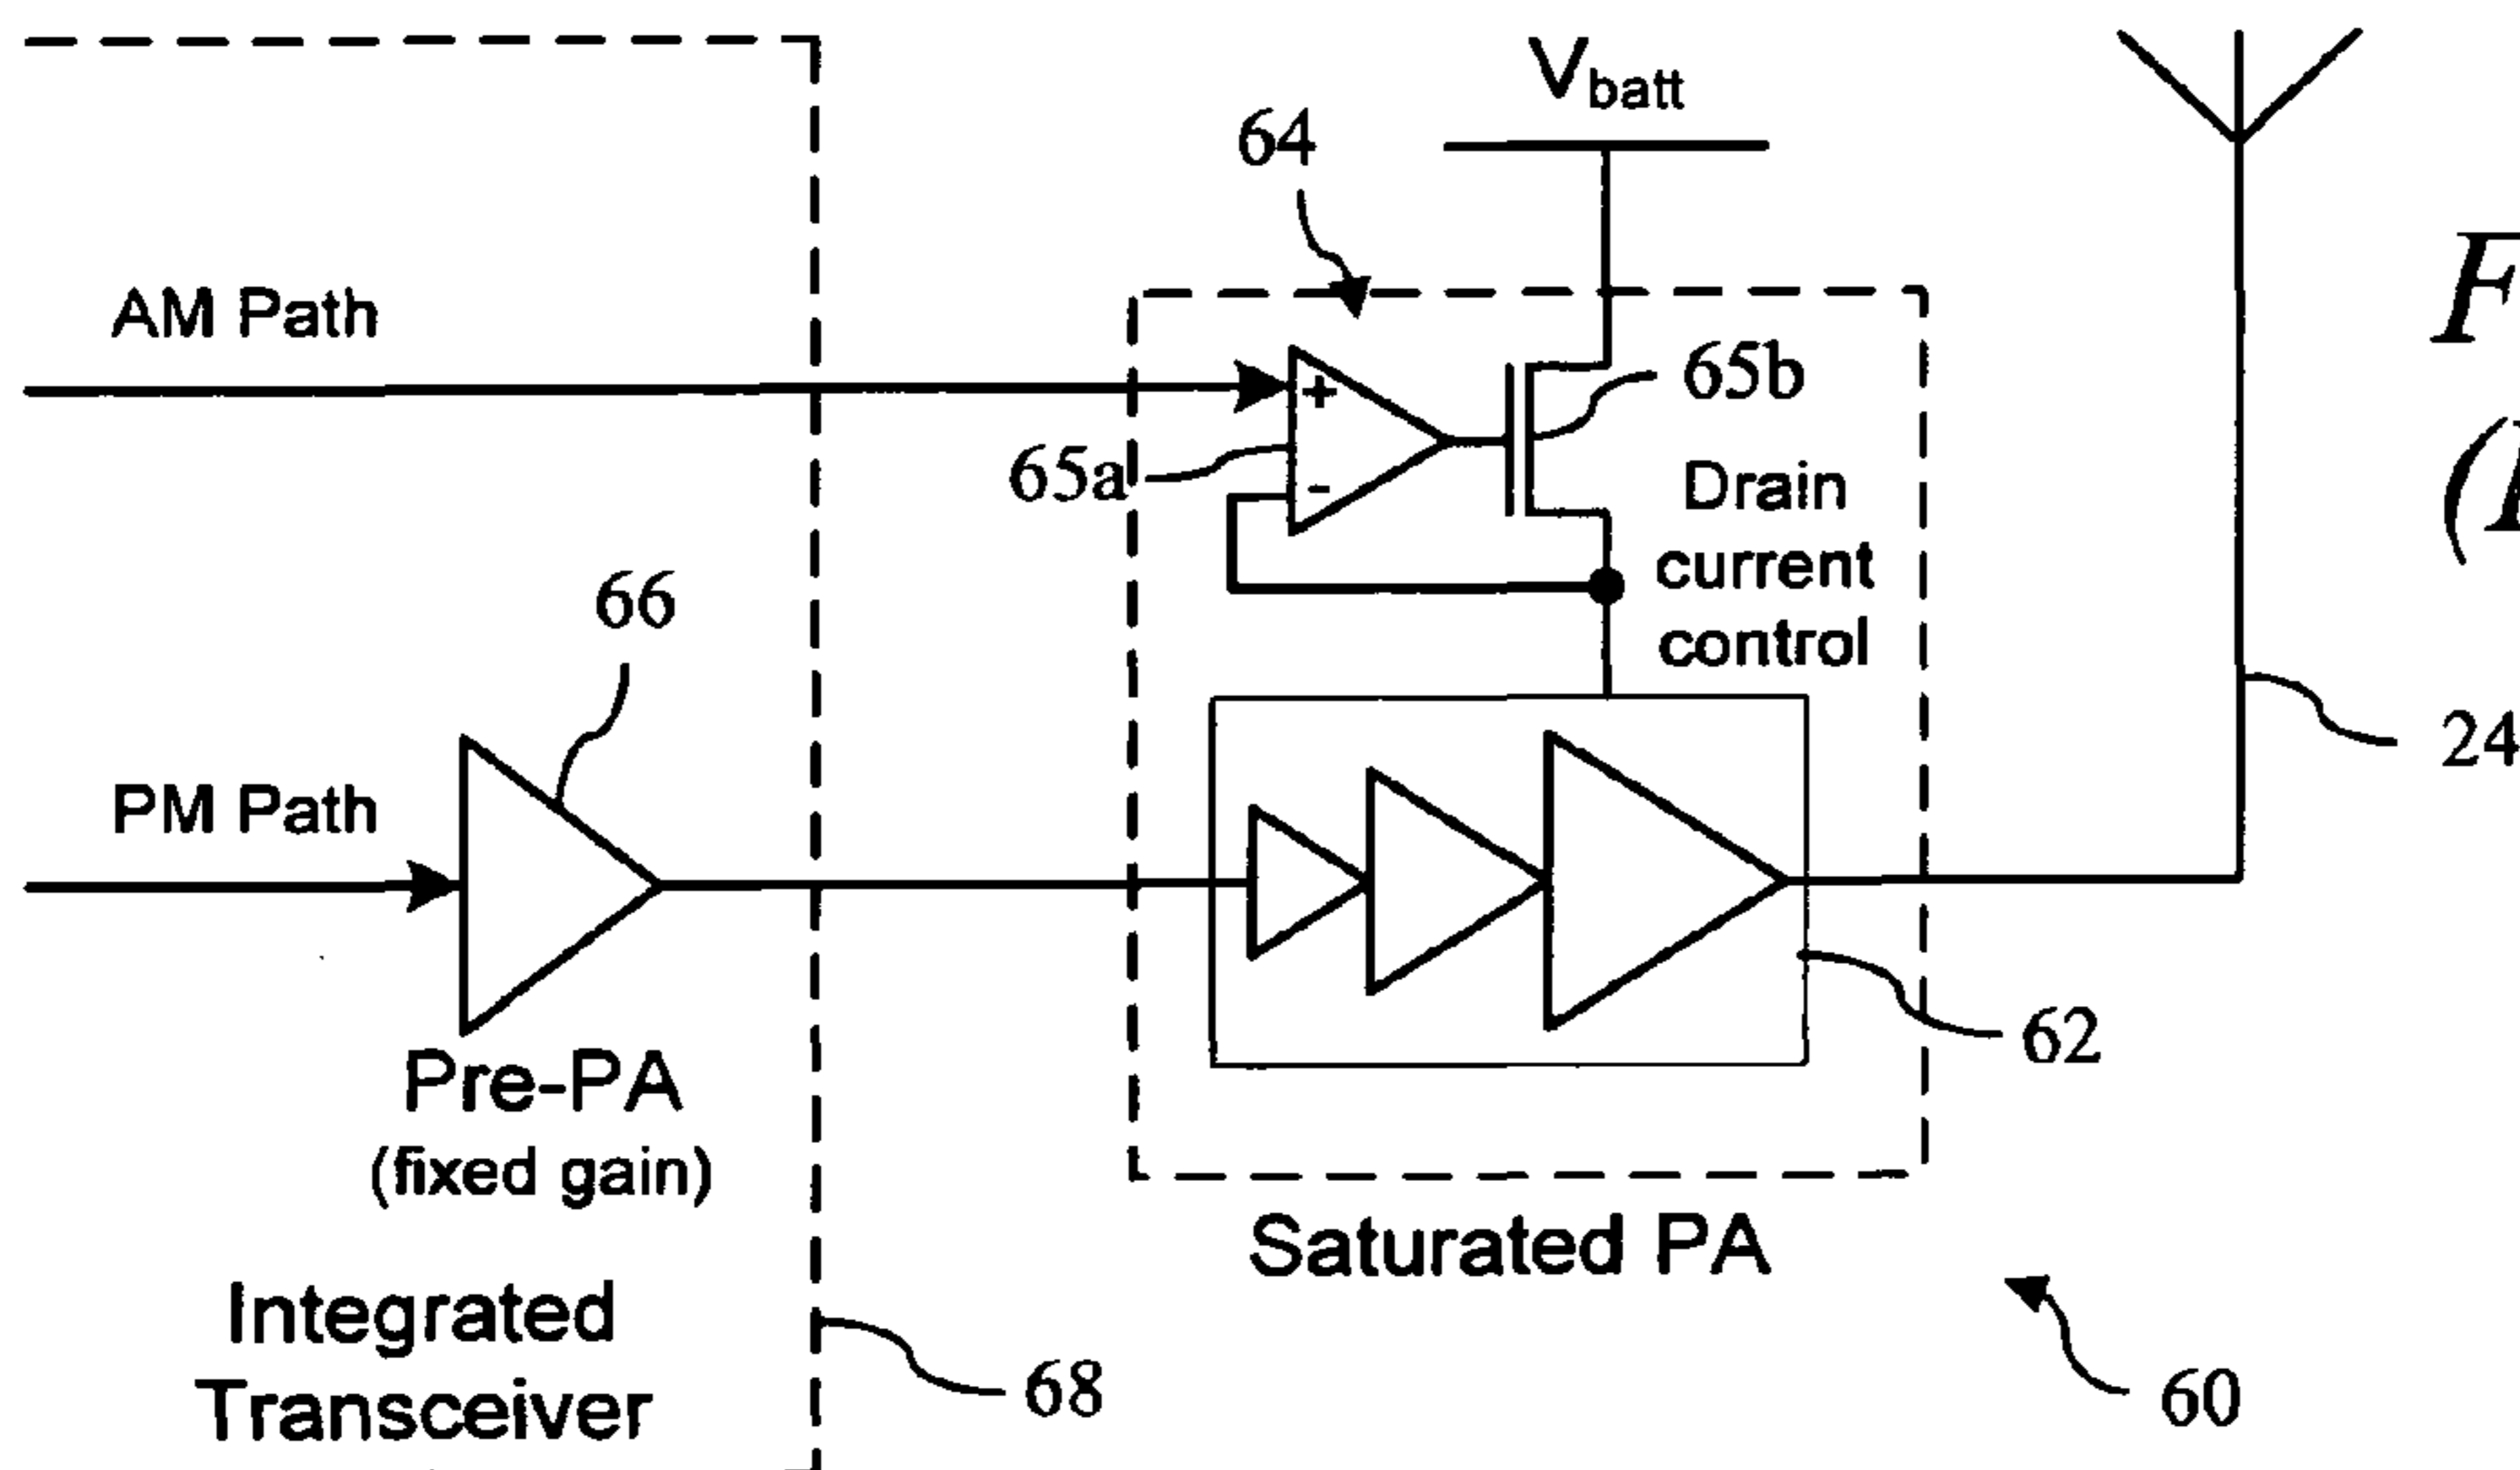 V_batt
64
AM Path
+
65b
65a
-
Drain
current
control
66
24
PM Path
62
Pre-PA
(fixed gain)
Saturated PA
Integrated
Transceiver
68
60